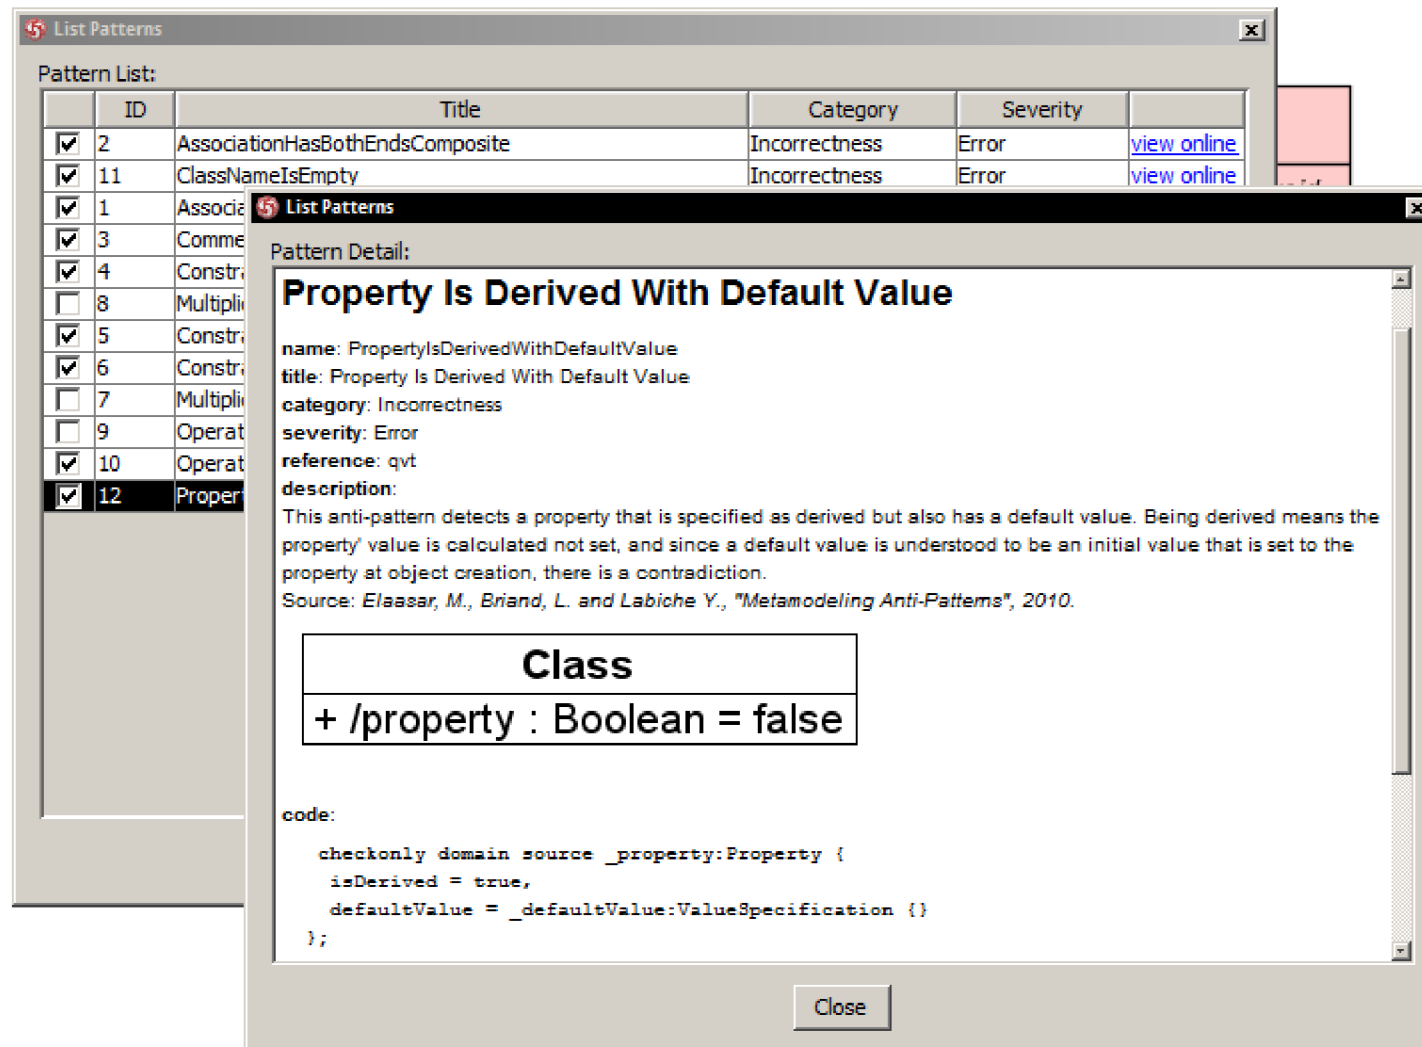 List Patterns
Pattern List:
ID Title Category Severity
2 AssociationHasBothEndsComposite Incorrectness Error view online
11 ClassNameIsEmpty Incorrectness Error view online
1 Associa
3 Comme
4 Constr
8 Multipli
5 Constr
6 Constr
7 Multipli
9 Operat
10 Operat
12 Propert
List Patterns
Pattern Detail:
Property Is Derived With Default Value
name: PropertyIsDerivedWithDefaultValue
title: Property Is Derived With Default Value
category: Incorrectness
severity: Error
reference: qvt
description:
This anti-pattern detects a property that is specified as derived but also has a default value. Being derived means the
property' value is calculated not set, and since a default value is understood to be an initial value that is set to the
property at object creation, there is a contradiction.
Source: Elaasar, M., Briand, L. and Labiche Y., "Metamodeling Anti-Patterns", 2010.
Class
+ /property : Boolean = false
code:
checkonly domain source _property:Property {
isDerived = true,
defaultValue = _defaultValue:ValueSpecification {}
};
Close